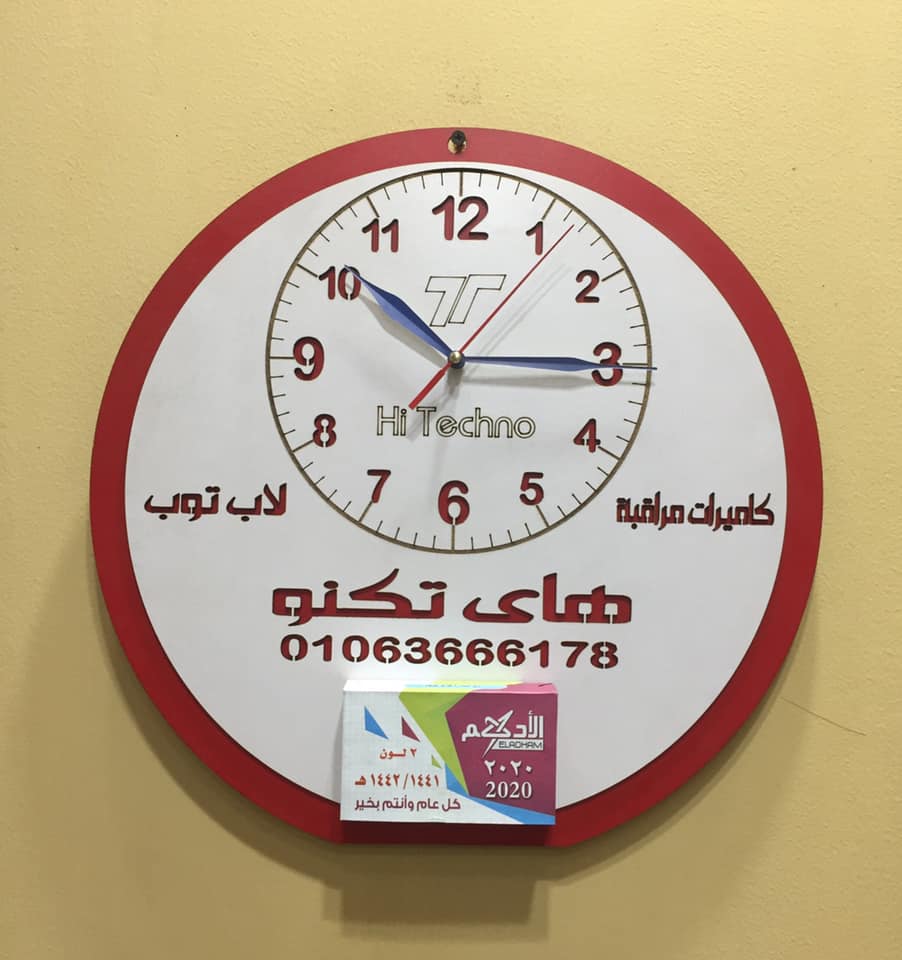 12
11 1
10 2
9 3
8 4
7 5
6
Hi Techno
كاميرات مراقبة
لاب توب
هاى تكنو
01063666178
الأدهم
ELADHAM
٢٠٢٠
2020
٢ لون
١٤٤٢/١٤٤١ هـ
كل عام وأنتم بخير